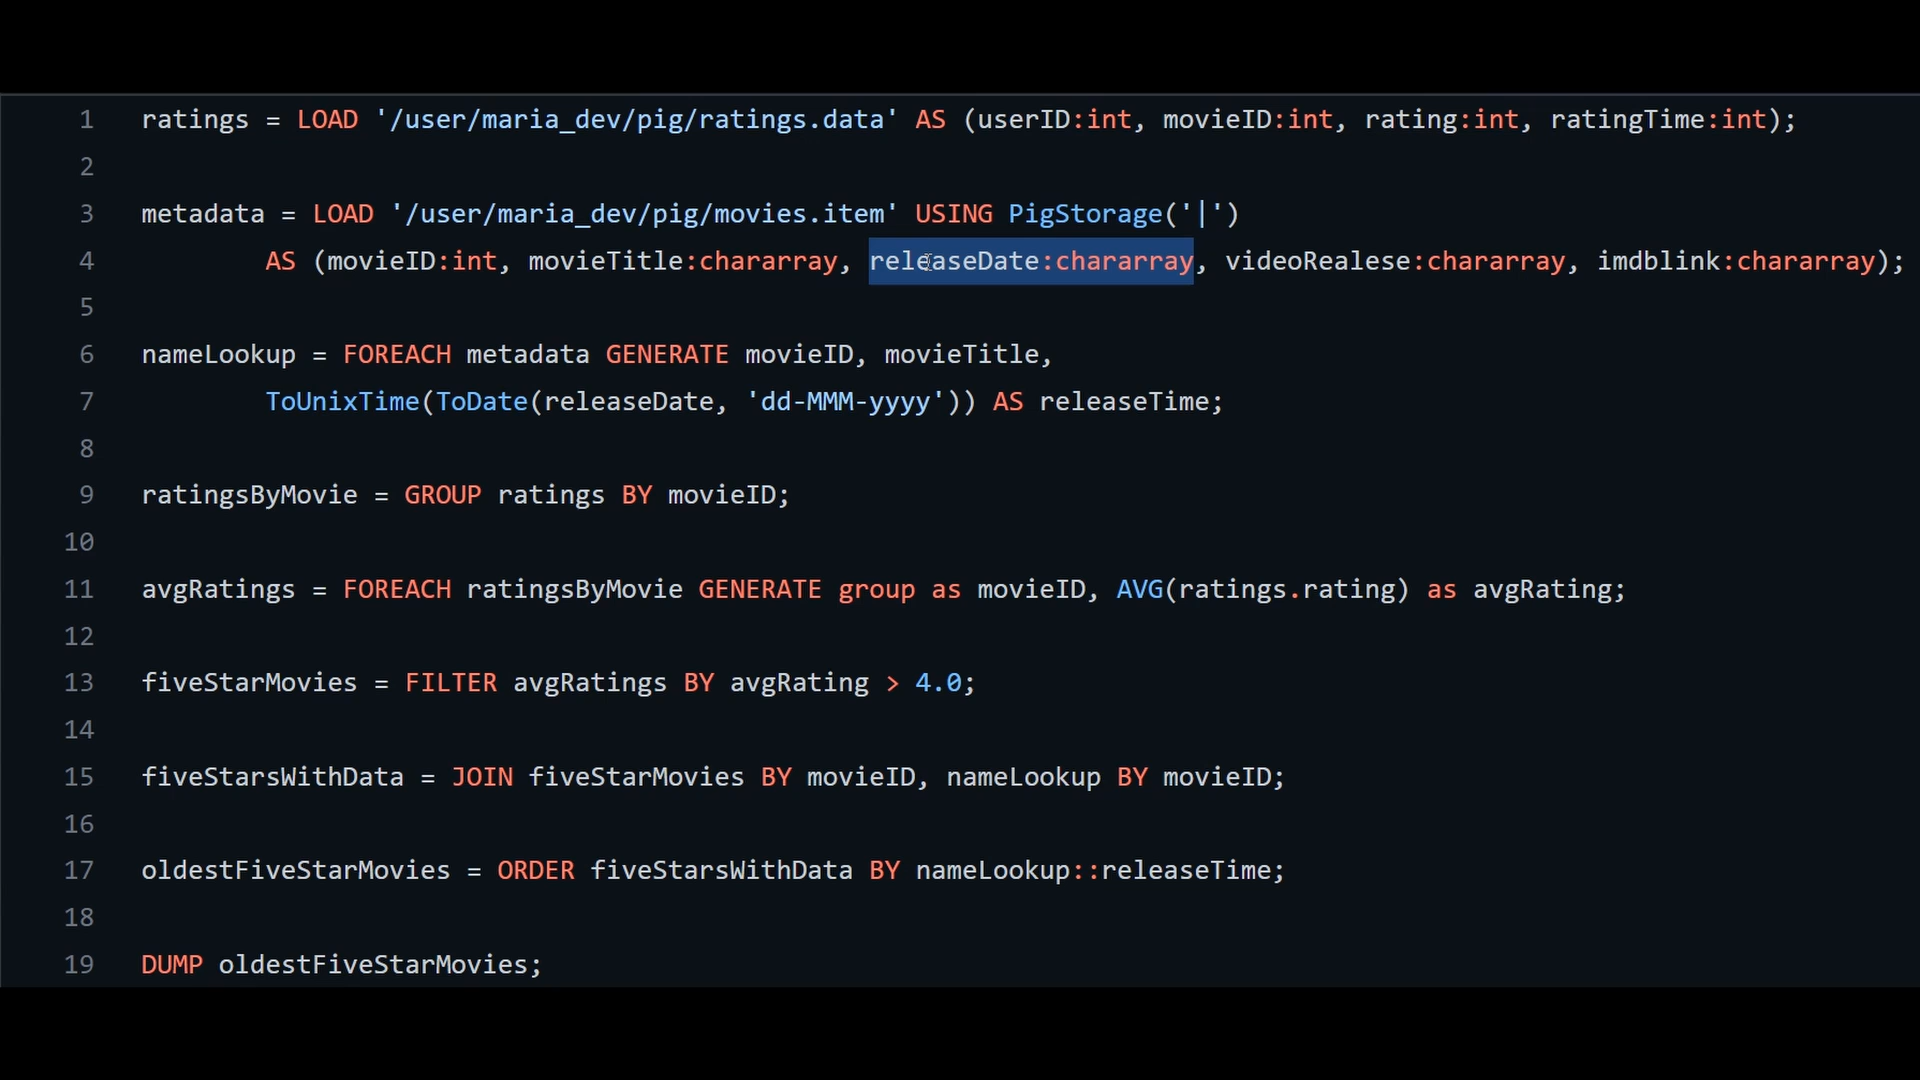 1 ratings = LOAD '/user/maria_dev/pig/ratings.data' AS (userID:int, movieID:int, rating:int, ratingTime:int);
2
3 metadata = LOAD '/user/maria_dev/pig/movies.item' USING PigStorage('|')
4 AS (movieID:int, movieTitle:chararray, releaseDate:chararray, videoRealese:chararray, imdblink:chararray);
5
6 nameLookup = FOREACH metadata GENERATE movieID, movieTitle,
7 ToUnixTime(ToDate(releaseDate, 'dd-MMM-yyyy')) AS releaseTime;
8
9 ratingsByMovie = GROUP ratings BY movieID;
10
11 avgRatings = FOREACH ratingsByMovie GENERATE group as movieID, AVG(ratings.rating) as avgRating;
12
13 fiveStarMovies = FILTER avgRatings BY avgRating > 4.0;
14
15 fiveStarsWithData = JOIN fiveStarMovies BY movieID, nameLookup BY movieID;
16
17 oldestFiveStarMovies = ORDER fiveStarsWithData BY nameLookup::releaseTime;
18
19 DUMP oldestFiveStarMovies;